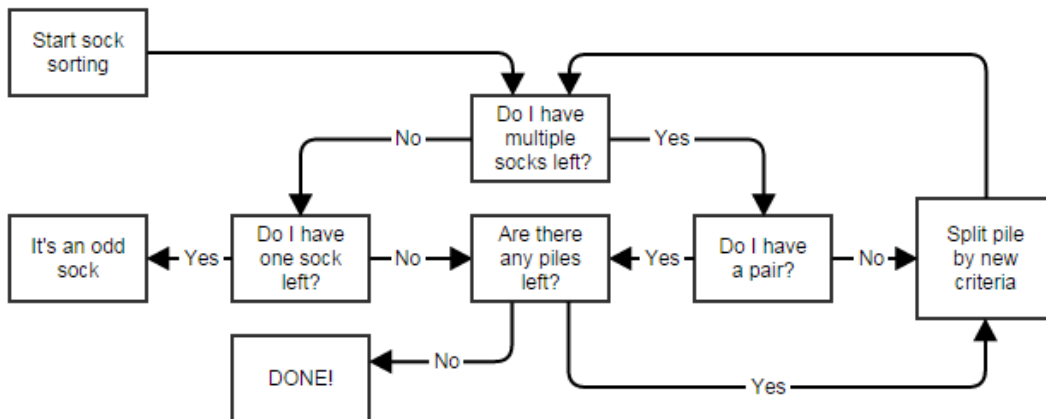 Start sock
sorting
Do I have
multiple
socks left?
No
Yes
It's an odd
sock
Yes
Do I have
one sock
left?
No
Are there
any piles
left?
Yes
Do I have
a pair?
No
Split pile
by new
criteria
DONE!
No
Yes